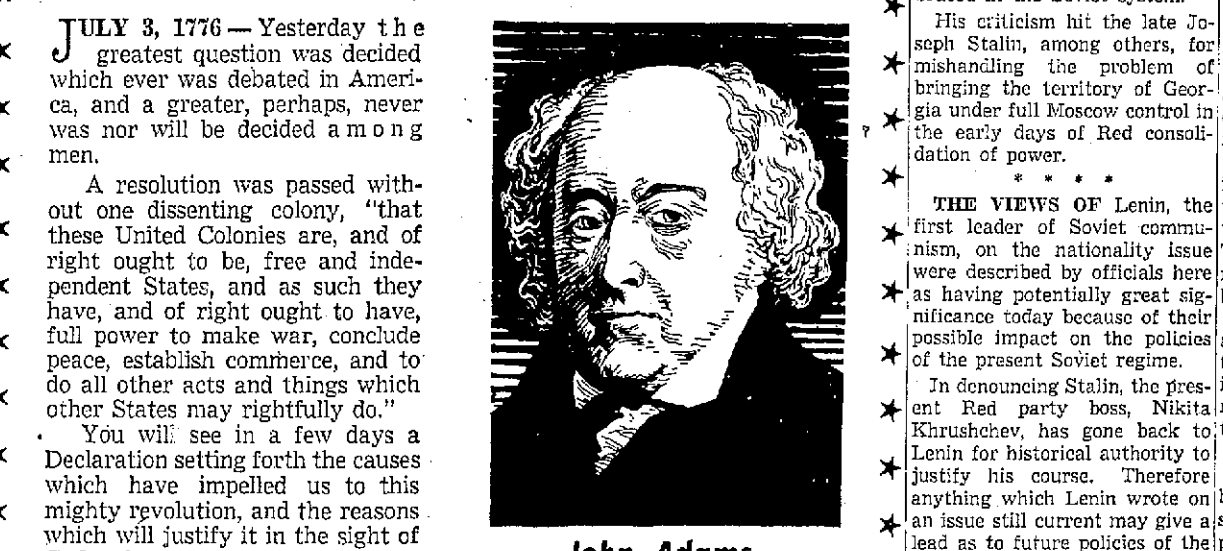 JULY 3, 1776 — Yesterday the
greatest question was decided
which ever was debated in Ameri-
ca, and a greater, perhaps, never
was nor will be decided among
men.
A resolution was passed with-
out one dissenting colony, "that
these United Colonies are, and of
right ought to be, free and inde-
pendent States, and as such they
have, and of right ought to have,
full power to make war, conclude
peace, establish commerce, and to
do all other acts and things which
other States may rightfully do."
You will see in a few days a
Declaration setting forth the causes
which have impelled us to this
mighty revolution, and the reasons
which will justify it in the sight of
John Adams
His criticism hit the late Jo-
seph Stalin, among others, for
mishandling the problem of
bringing the territory of Geor-
gia under full Moscow control in
the early days of Red consoli-
dation of power.
* * * *
THE VIEWS OF Lenin, the
first leader of Soviet commu-
nism, on the nationality issue
were described by officials here
as having potentially great sig-
nificance today because of their
possible impact on the policies
of the present Soviet regime.
In denouncing Stalin, the pres-
ent Red party boss, Nikita
Khrushchev, has gone back to
Lenin for historical authority to
justify his course. Therefore
anything which Lenin wrote on
an issue still current may give a
lead as to future policies of the